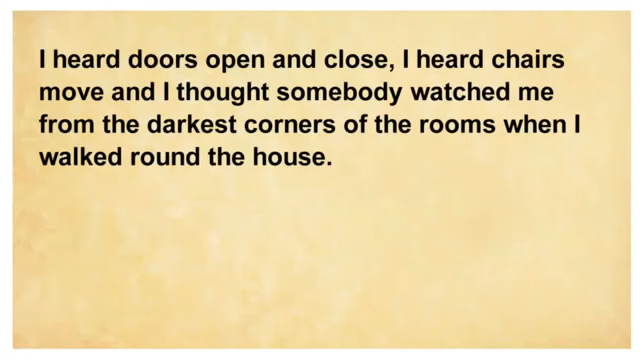 I heard doors open and close, I heard chairs
move and I thought somebody watched me
from the darkest corners of the rooms when I
walked round the house.